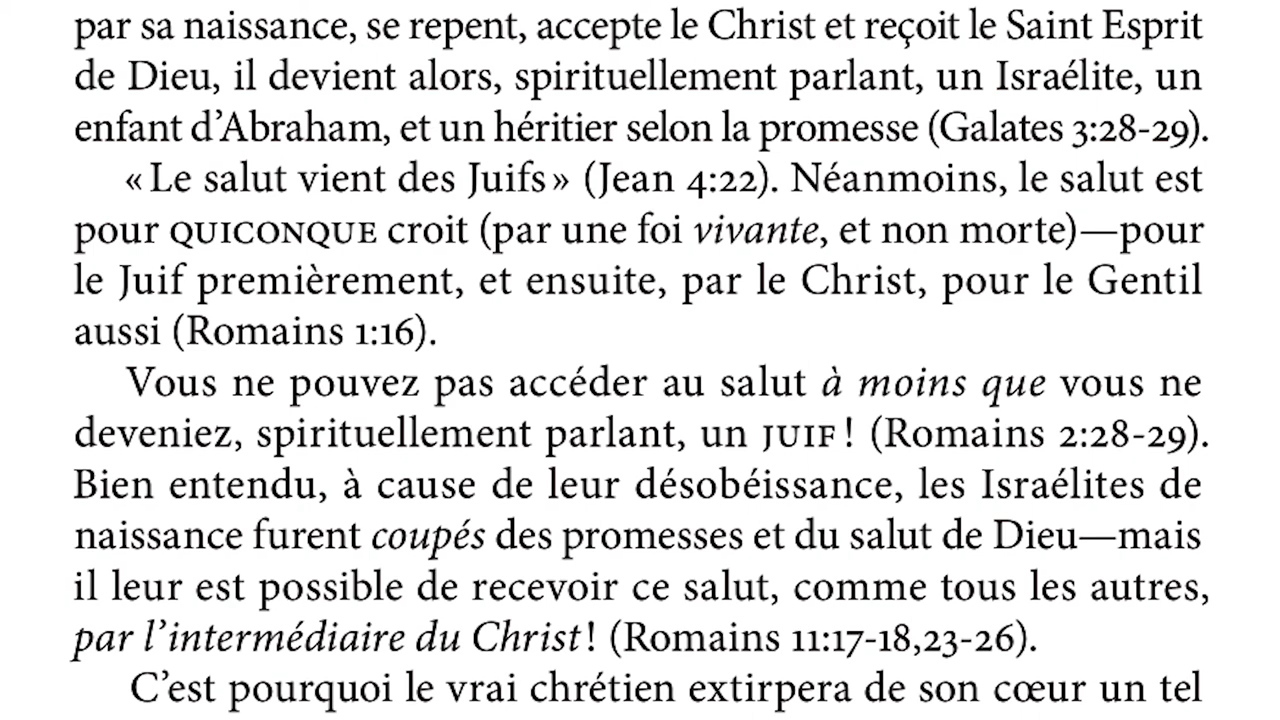 par sa naissance, se repent, accepte le Christ et reçoit le Saint Esprit
de Dieu, il devient alors, spirituellement parlant, un Israélite, un
enfant d’Abraham, et un héritier selon la promesse (Galates 3:28-29).
« Le salut vient des Juifs » (Jean 4:22). Néanmoins, le salut est
pour QUICONQUE croit (par une foi vivante, et non morte)—pour
le Juif premièrement, et ensuite, par le Christ, pour le Gentil
aussi (Romains 1:16).
Vous ne pouvez pas accéder au salut à moins que vous ne
deveniez, spirituellement parlant, un JUIF ! (Romains 2:28-29).
Bien entendu, à cause de leur désobéissance, les Israélites de
naissance furent coupés des promesses et du salut de Dieu—mais
il leur est possible de recevoir ce salut, comme tous les autres,
par l’intermédiaire du Christ ! (Romains 11:17-18,23-26).
C’est pourquoi le vrai chrétien extirpera de son cœur un tel